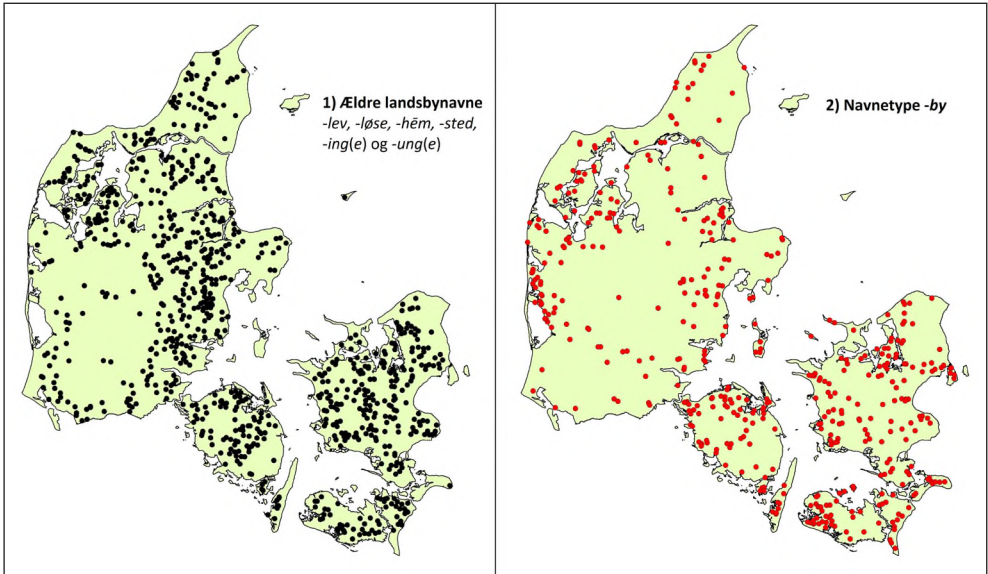 1) Ældre landsbynavne
-lev, -løse, -hēm, -sted,
-ing(e) og -ung(e)
2) Navnetype -by